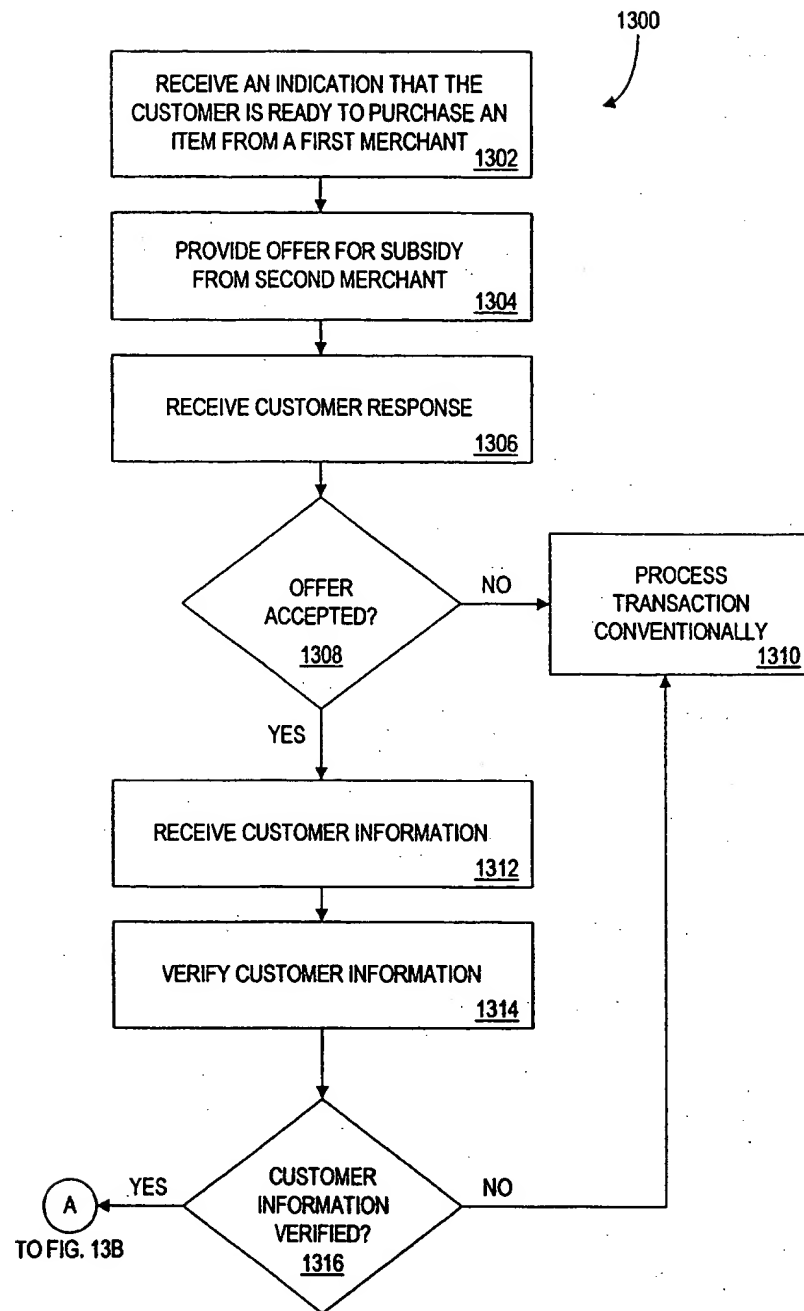 1300
RECEIVE AN INDICATION THAT THE
CUSTOMER IS READY TO PURCHASE AN
ITEM FROM A FIRST MERCHANT
1302
PROVIDE OFFER FOR SUBSIDY
FROM SECOND MERCHANT
1304
RECEIVE CUSTOMER RESPONSE
1306
OFFER
ACCEPTED?
1308
NO
PROCESS
TRANSACTION
CONVENTIONALLY
1310
YES
RECEIVE CUSTOMER INFORMATION
1312
VERIFY CUSTOMER INFORMATION
1314
CUSTOMER
INFORMATION
VERIFIED?
1316
YES
NO
A
TO FIG. 13B